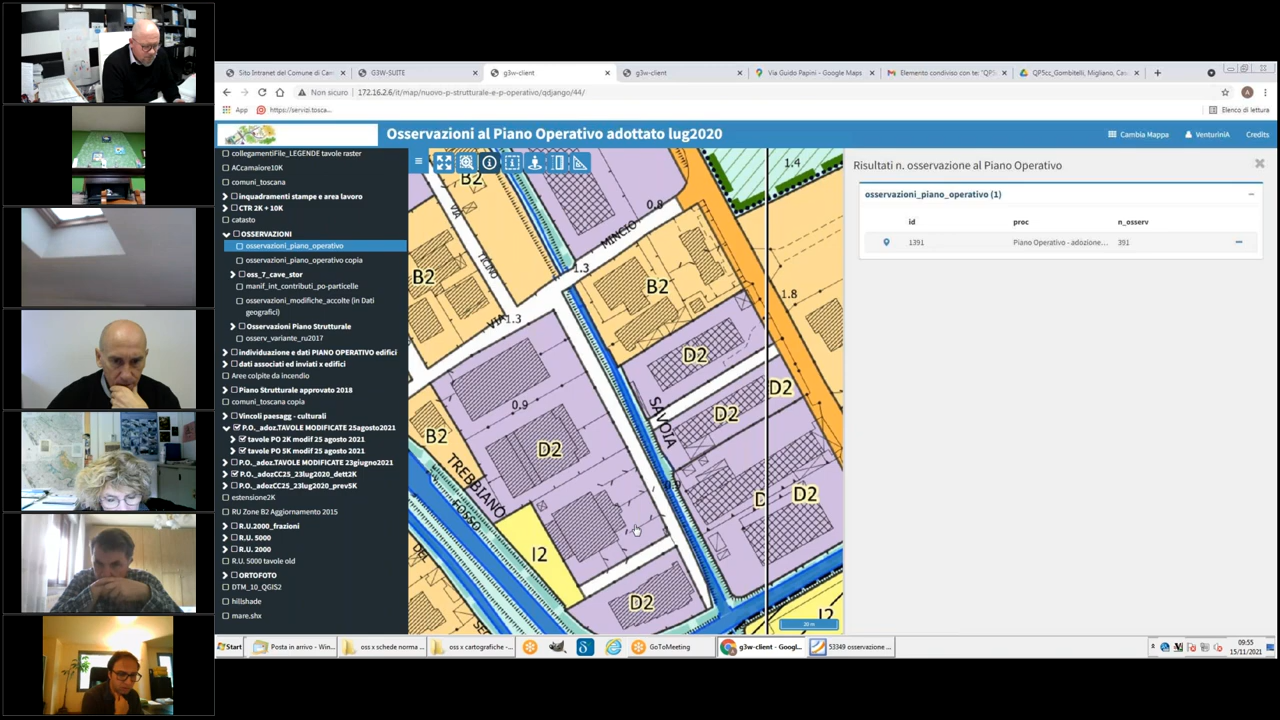 Sito Intranet del Comune di Cam
G3W-SUITE
g3w-client
g3w-client
Via Guido Papini - Google Maps
Elemento condiviso con te: "QP5
QP5cc_Gombitelli, Migliano, Cas
Non sicuro
172.16.2.6/it/map/nuovo-p-strutturale-e-p-operativo/qdjango/44/
App
https://servizi.tosca...
Elenco di lettura
Osservazioni al Piano Operativo adottato lug2020
Cambia Mappa
VenturiniA
Credits
collegamentiFile_LEGENDE tavole raster
ACcamaiore10K
comuni_toscana
inquadramenti stampe e area lavoro
CTR 2K + 10K
catasto
OSSERVAZIONI
osservazioni_piano_operativo
osservazioni_piano_operativo copia
oss_7_cave_stor
manif_int_contributi_po-particelle
osservazioni_modifiche_accolte (in Dati
geografici)
Osservazioni Piano Strutturale
osserv_variante_ru2017
individuazione e dati PIANO OPERATIVO edifici
dati associati ed inviati x edifici
Aree colpite da incendio
Piano Strutturale approvato 2018
comuni_toscana copia
Vincoli paesagg - culturali
P.O._adoz.TAVOLE MODIFICATE 25agosto2021
tavole PO 2K modif 25 agosto 2021
tavole PO 5K modif 25 agosto 2021
P.O._adoz.TAVOLE MODIFICATE 23giugno2021
P.O._adozCC25_23lug2020_dett2K
P.O._adozCC25_23lug2020_prev5K
estensione2K
RU Zone B2 Aggiornamento 2015
R.U.2000_frazioni
R.U. 5000
R.U. 2000
R.U. 5000 tavole old
ORTOFOTO
DTM_10_QGIS2
hillshade
mare.shx
1.4
B2
0.8
VIA
MINCIO
TICINO
1.3
B2
B2
1.8
VIA
1.3
D2
D2
0.9
SAVOIA
D2
B2
D2
TREBBIANO
D
D2
FOSSO
I2
D2
I2
20 m
Risultati n. osservazione al Piano Operativo
osservazioni_piano_operativo (1)
id
proc
n_osserv
1391
Piano Operativo - adozione...
391
Start
Posta in arrivo - Win...
oss x schede norma ...
oss x cartografiche -...
GoToMeeting
g3w-client - Googl...
53349 osservazione ...
09:55
15/11/2021